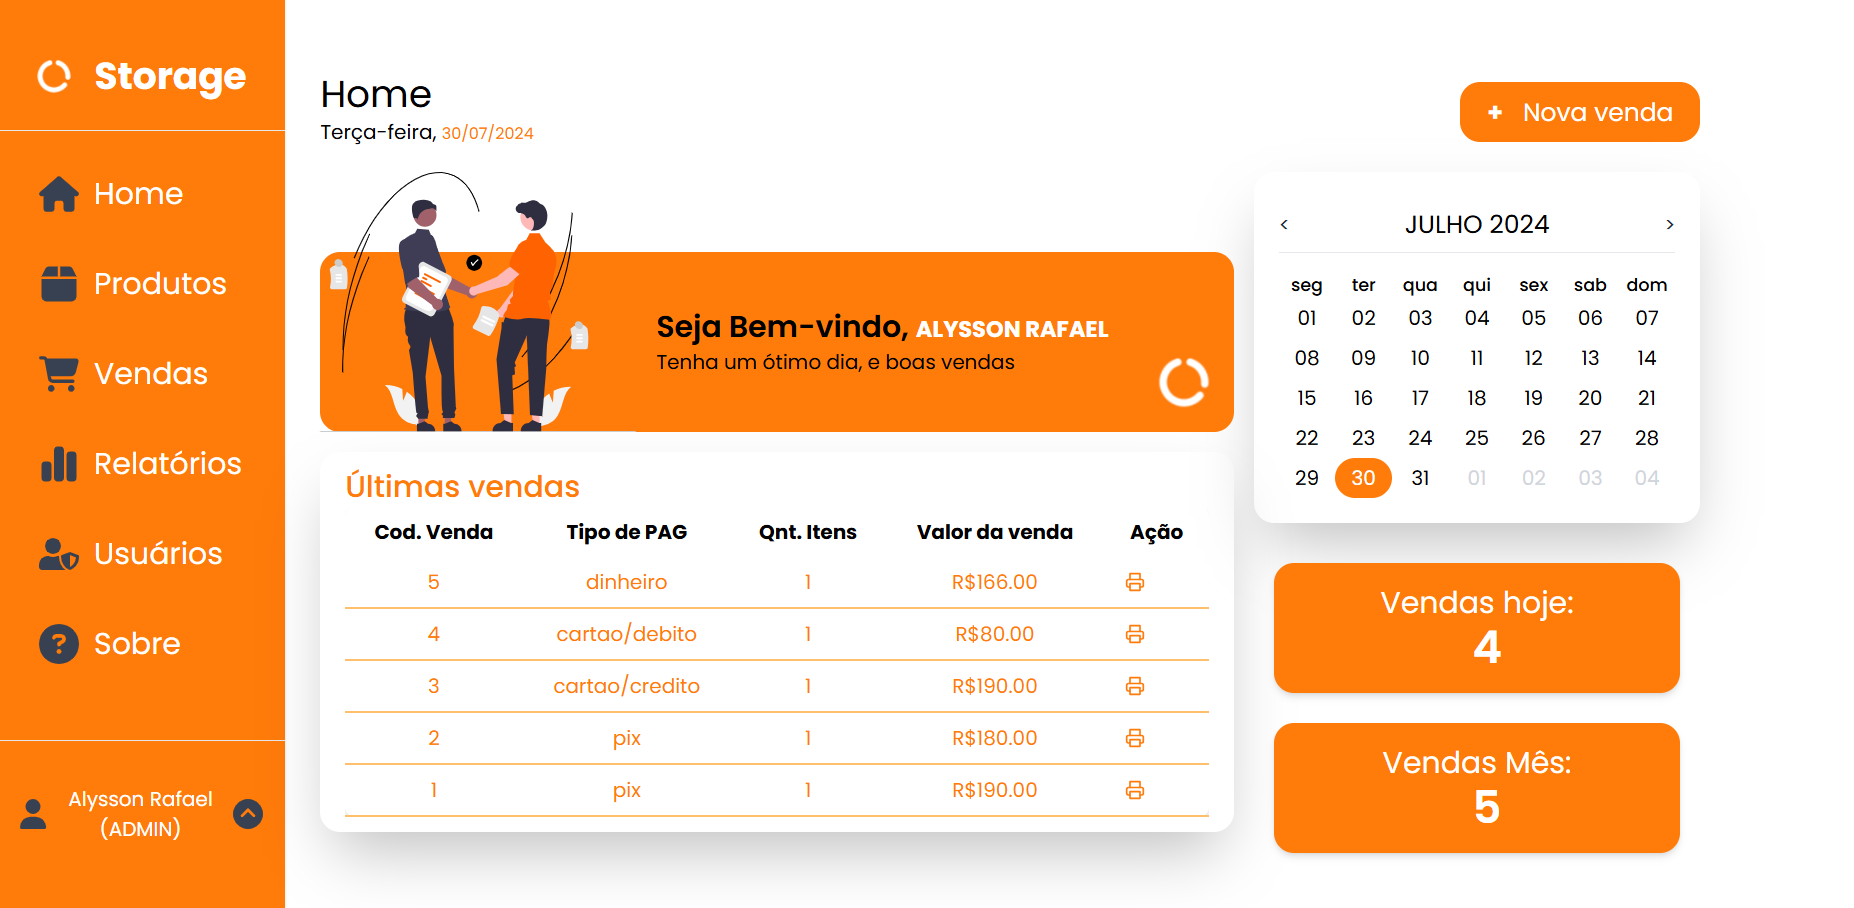 Storage
Home
Produtos
Vendas
Relatórios
Usuários
Sobre
Alysson Rafael
(ADMIN)
Home
Terça-feira, 30/07/2024
+ Nova venda
Seja Bem-vindo, ALYSSON RAFAEL
Tenha um ótimo dia, e boas vendas
Últimas vendas
Cod. Venda Tipo de PAG Qnt. Itens Valor da venda Ação
5 dinheiro 1 R$166.00
4 cartao/debito 1 R$80.00
3 cartao/credito 1 R$190.00
2 pix 1 R$180.00
1 pix 1 R$190.00
< JULHO 2024 >
seg ter qua qui sex sab dom
01 02 03 04 05 06 07
08 09 10 11 12 13 14
15 16 17 18 19 20 21
22 23 24 25 26 27 28
29 30 31 01 02 03 04
Vendas hoje:
4
Vendas Mês:
5